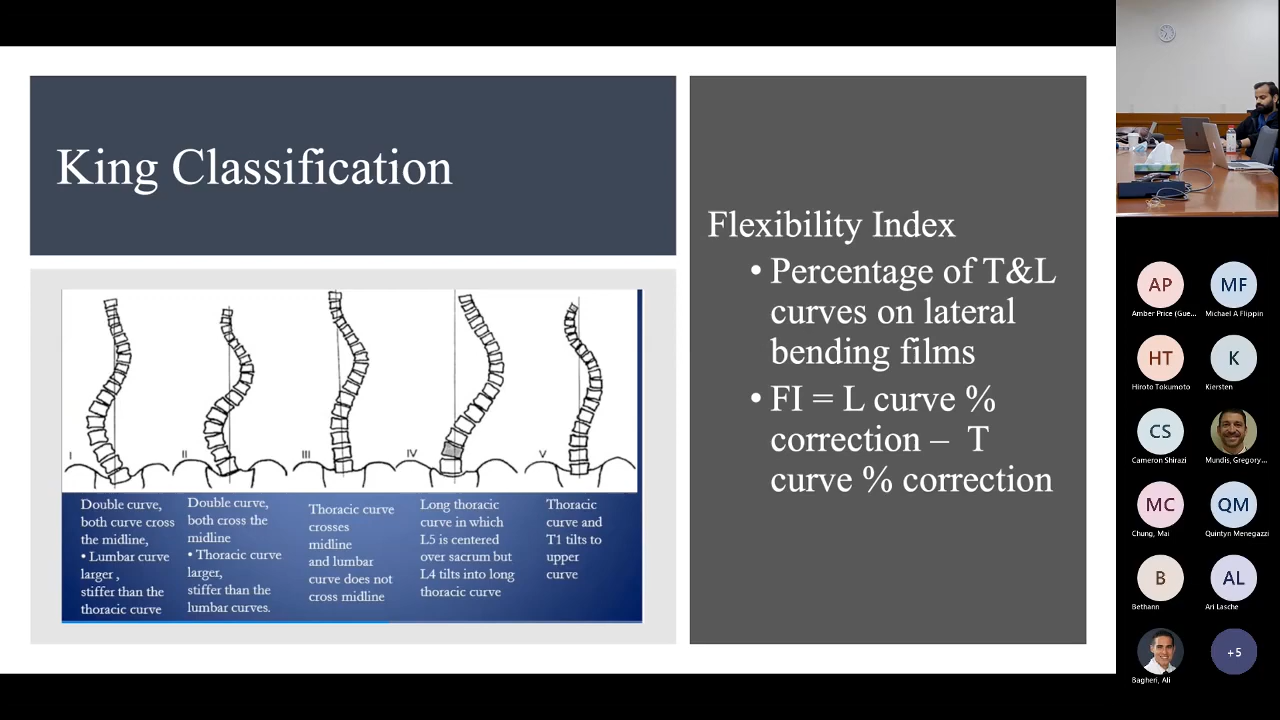 King Classification
I
II
III
IV
V
Double curve,
both curve cross
the midline,
• Lumbar curve
larger ,
stiffer than the
thoracic curve
Double curve,
both cross the
midline
• Thoracic curve
larger,
stiffer than the
lumbar curves.
Thoracic curve
crosses
midline
and lumbar
curve does not
cross midline
Long thoracic
curve in which
L5 is centered
over sacrum but
L4 tilts into long
thoracic curve
Thoracic
curve and
T1 tilts to
upper
curve
Flexibility Index
• Percentage of T&L
curves on lateral
bending films
• FI = L curve %
correction – T
curve % correction
AP
Amber Price (Gue...
MF
Michael A Flippin
HT
Hiroto Tokumoto
K
Kiersten
CS
Cameron Shirazi
Mundis, Gregory...
MC
Chung, Mai
QM
Quintyn Menegazzi
B
Bethann
AL
Ari Lasche
Bagheri, Ali
+5